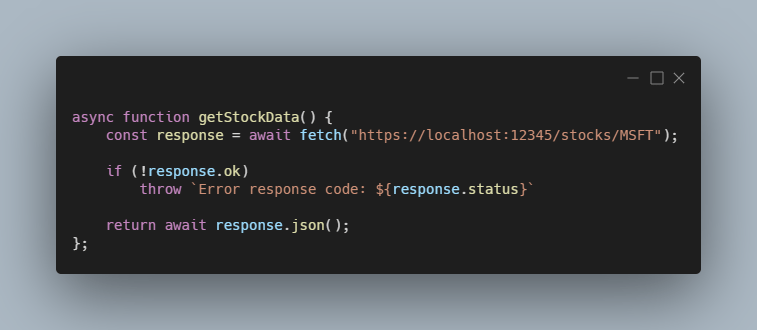 async function getStockData() {
    const response = await fetch("https://localhost:12345/stocks/MSFT");
    if (!response.ok)
        throw `Error response code: ${response.status}`
    return await response.json();
};